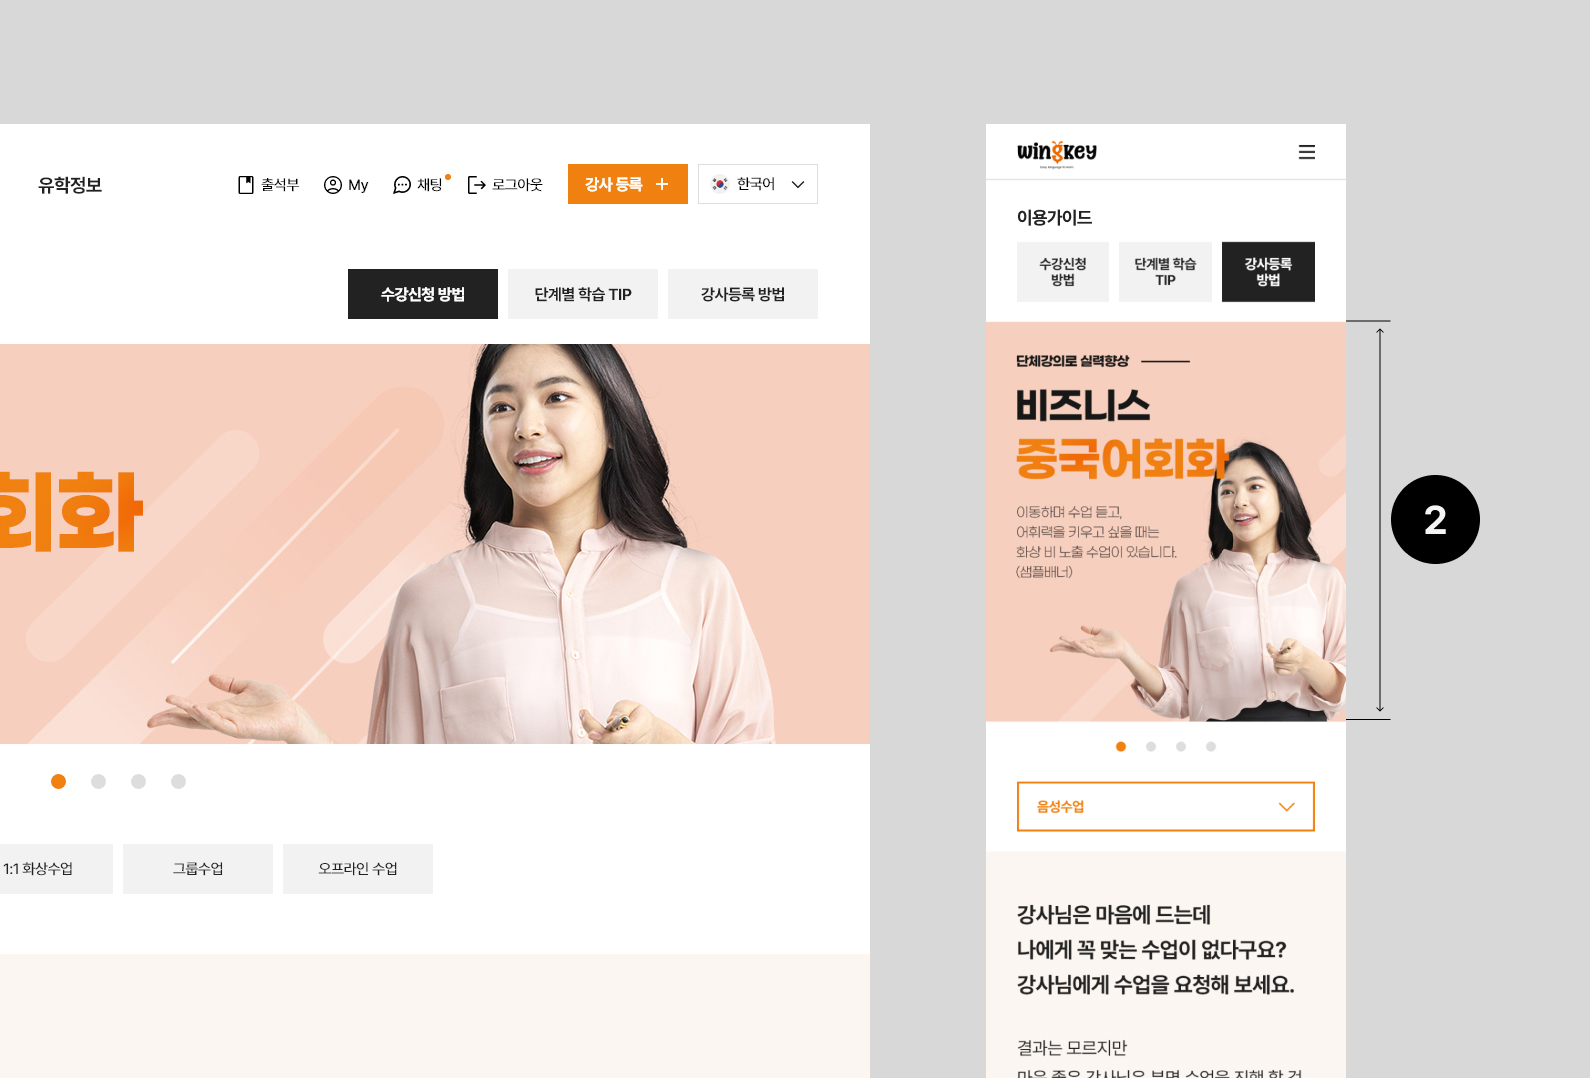 유학정보
출석부
My
채팅
로그아웃
강사 등록
한국어
수강신청 방법
단계별 학습 TIP
강사등록 방법
회화
1:1 화상수업
그룹수업
오프라인 수업
wingkey
이용가이드
수강신청
방법
단계별 학습
TIP
강사등록
방법
단체강의로 실력향상
비즈니스
중국어회화
이동하며 수업 듣고,
어휘력을 키우고 싶을 때는
화상 비 노출 수업이 있습니다.
(샘플배너)
2
음성수업
강사님은 마음에 드는데
나에게 꼭 맞는 수업이 없다구요?
강사님에게 수업을 요청해 보세요.
결과는 모르지만